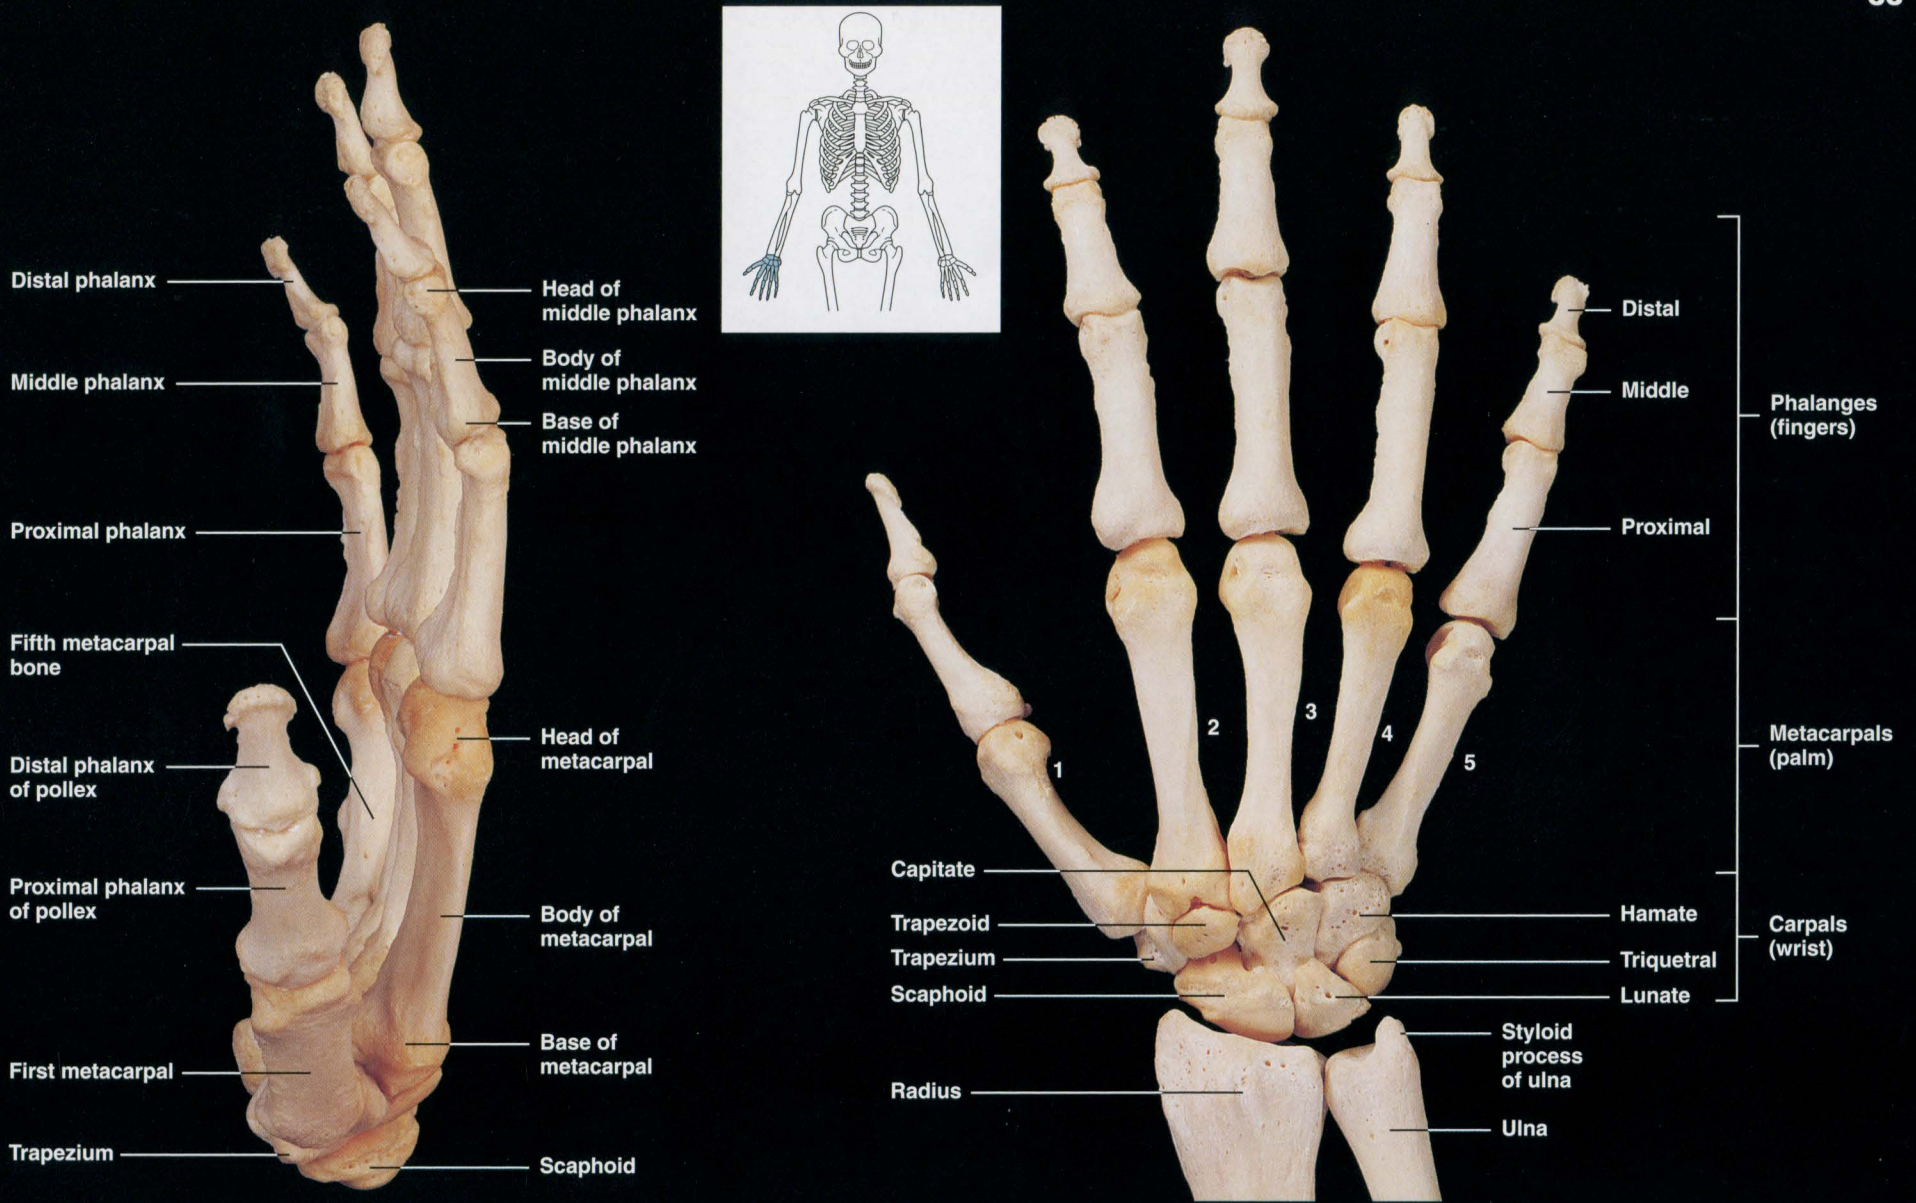 Distal phalanx
Middle phalanx
Proximal phalanx
Fifth metacarpal
bone
Distal phalanx
of pollex
Proximal phalanx
of pollex
First metacarpal
Trapezium
Head of
middle phalanx
Body of
middle phalanx
Base of
middle phalanx
Head of
metacarpal
Body of
metacarpal
Base of
metacarpal
Scaphoid
1
2
3
4
5
Capitate
Trapezoid
Trapezium
Scaphoid
Radius
Distal
Middle
Proximal
Hamate
Triquetral
Lunate
Styloid
process
of ulna
Ulna
Phalanges
(fingers)
Metacarpals
(palm)
Carpals
(wrist)